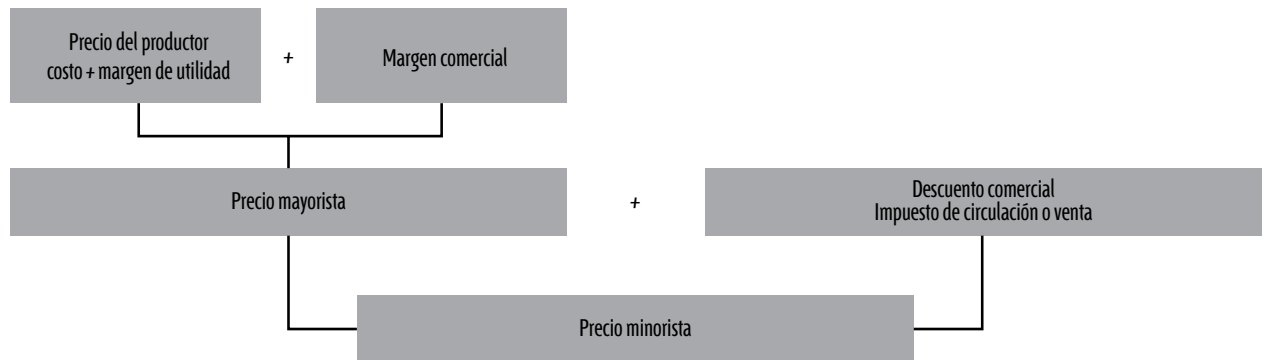 Precio del productor
costo + margen de utilidad
+
Margen comercial
Precio mayorista
+
Descuento comercial
Impuesto de circulación o venta
Precio minorista